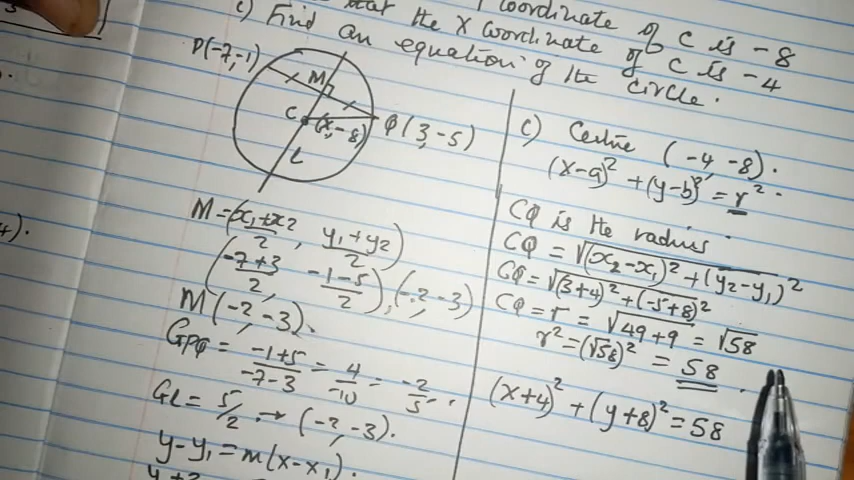 that the x coordinate of C is -8
x coordinate of C is -4
c) Find an equation of the circle.
P(-7,-1)
M
C (x,-8) Q(3,-5)
L
M=(x1+x2/2, y1+y2/2)
(-7+3/2, -1-5/2), (-2,-3)
M(-2,-3).
GPQ = -1+5/-7-3 = 4/-10 = -2/5.
GL = 5/2 → (-2,-3).
y-y1=m(x-x1).
c) Centre (-4,-8).
(x-a)²+(y-b)²=r².
CQ is the radius.
CQ = √(x2-x1)²+(y2-y1)²
CQ=√(3+4)²+(-5+8)²
CQ=r=√49+9 = √58
r²=(√58)² = 58.
(x+4)²+(y+8)²=58